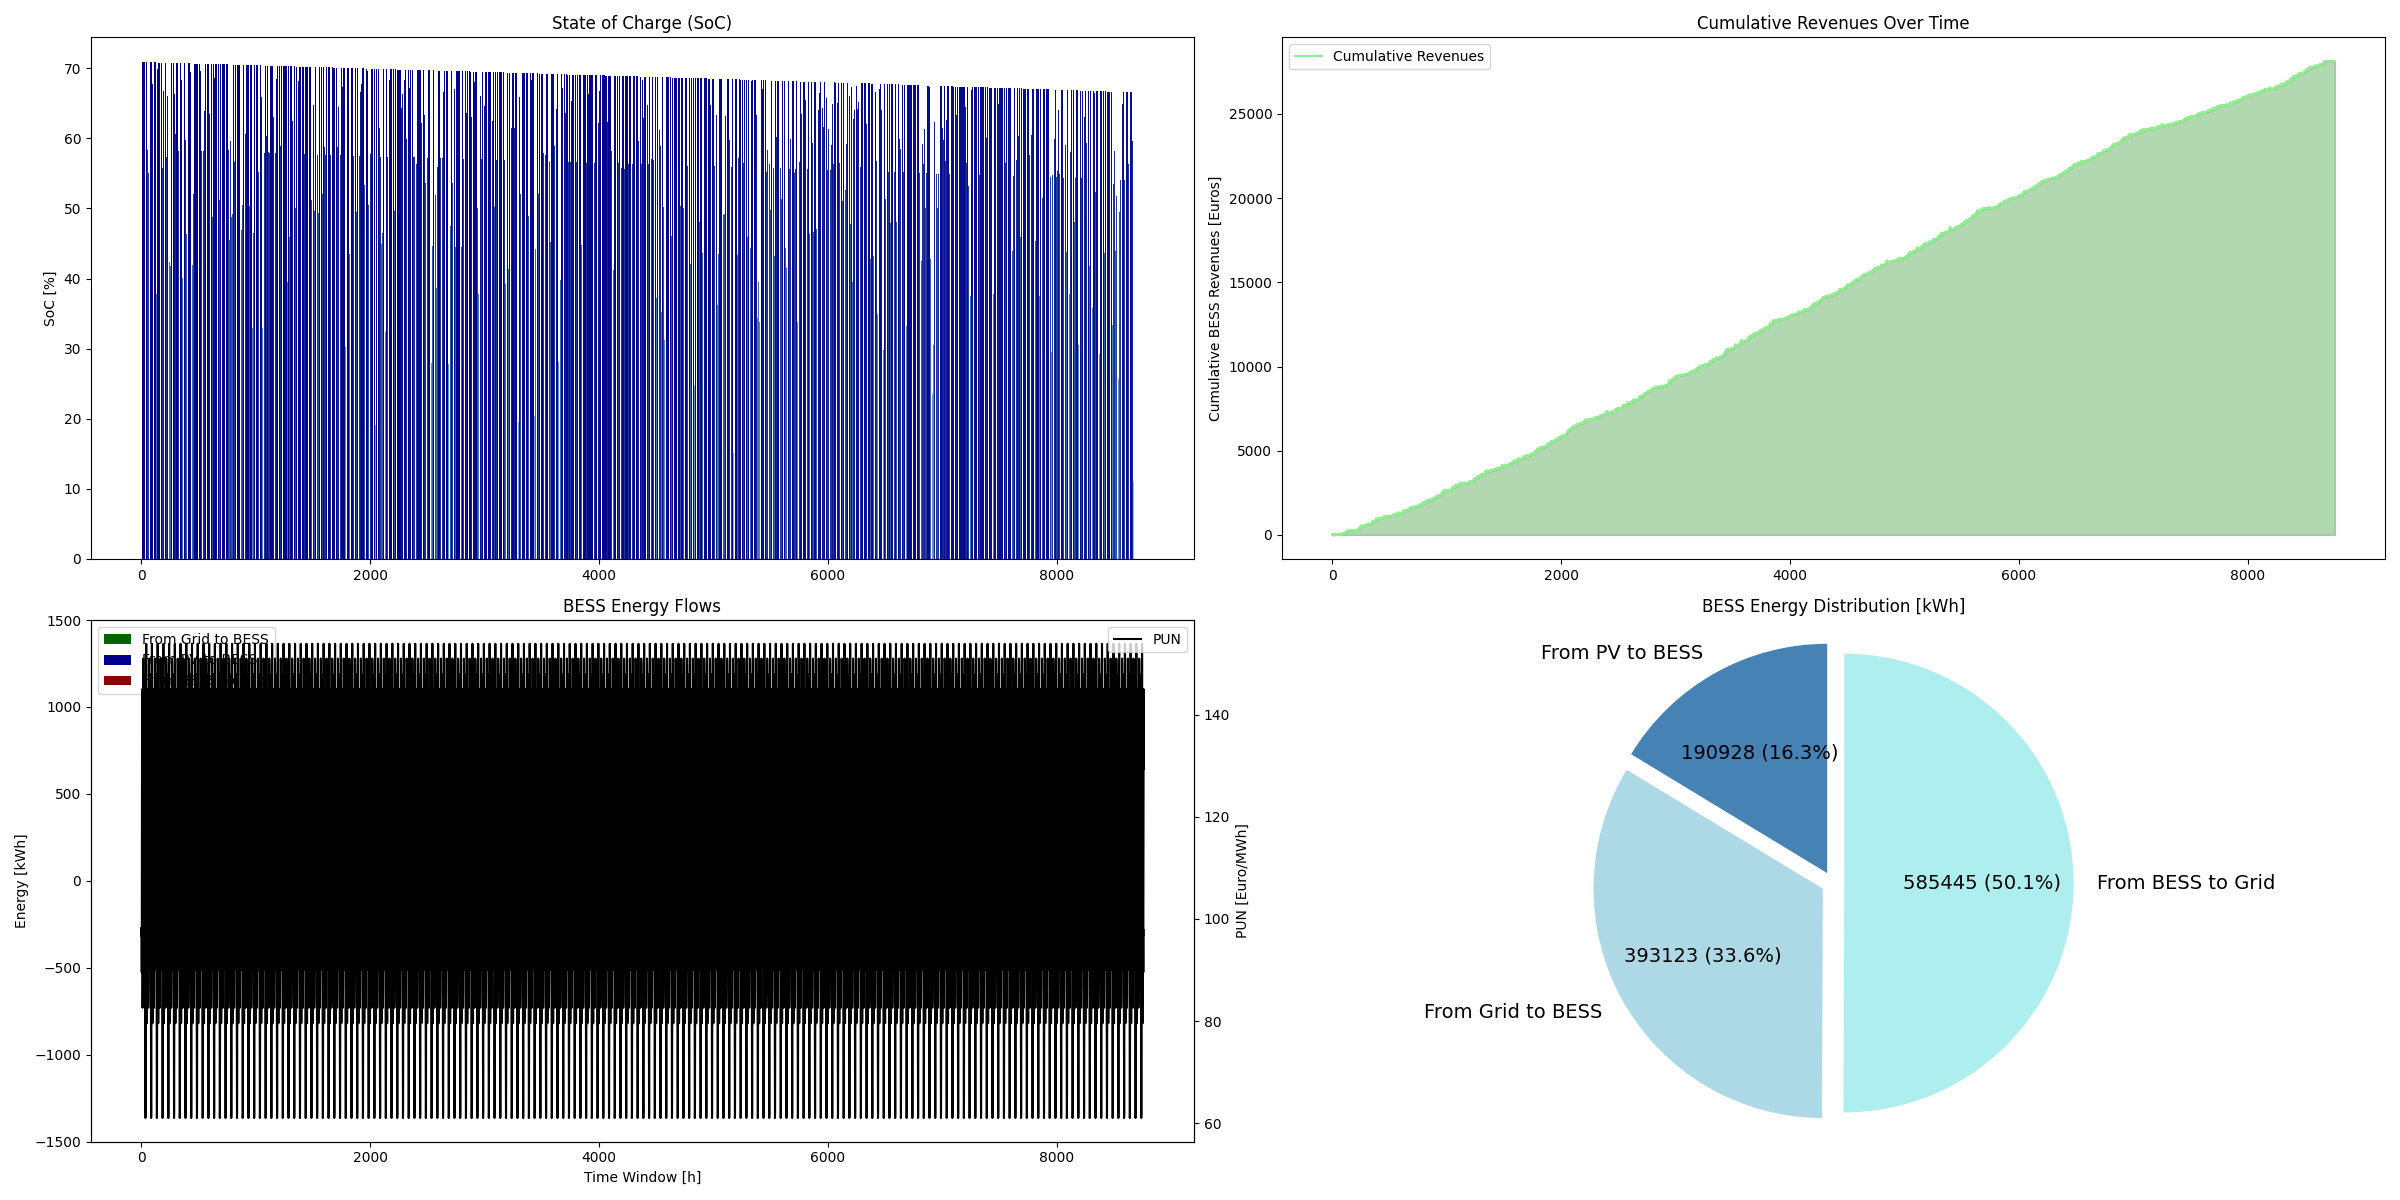 State of Charge (SoC)
SoC [%]
70
60
50
40
30
20
10
0
0 2000 4000 6000 8000
Cumulative Revenues Over Time
Cumulative Revenues
Cumulative BESS Revenues [Euros]
25000
20000
15000
10000
5000
0
0 2000 4000 6000 8000
BESS Energy Flows
From Grid to BESS
From PV to BESS
PUN
Energy [kWh]
1500
1000
500
0
−500
−1000
−1500
140
120
100
80
60
PUN [Euro/MWh]
0 2000 4000 6000 8000
Time Window [h]
BESS Energy Distribution [kWh]
From PV to BESS
190928 (16.3%)
585445 (50.1%)
From BESS to Grid
393123 (33.6%)
From Grid to BESS